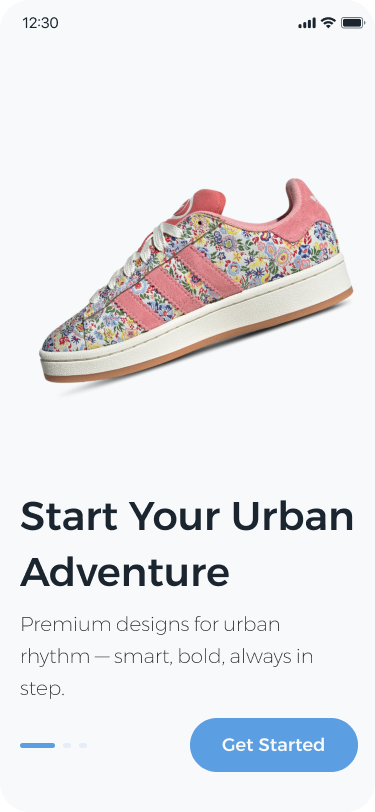 12:30
Start Your Urban
Adventure
Premium designs for urban
rhythm — smart, bold, always in
step.
Get Started